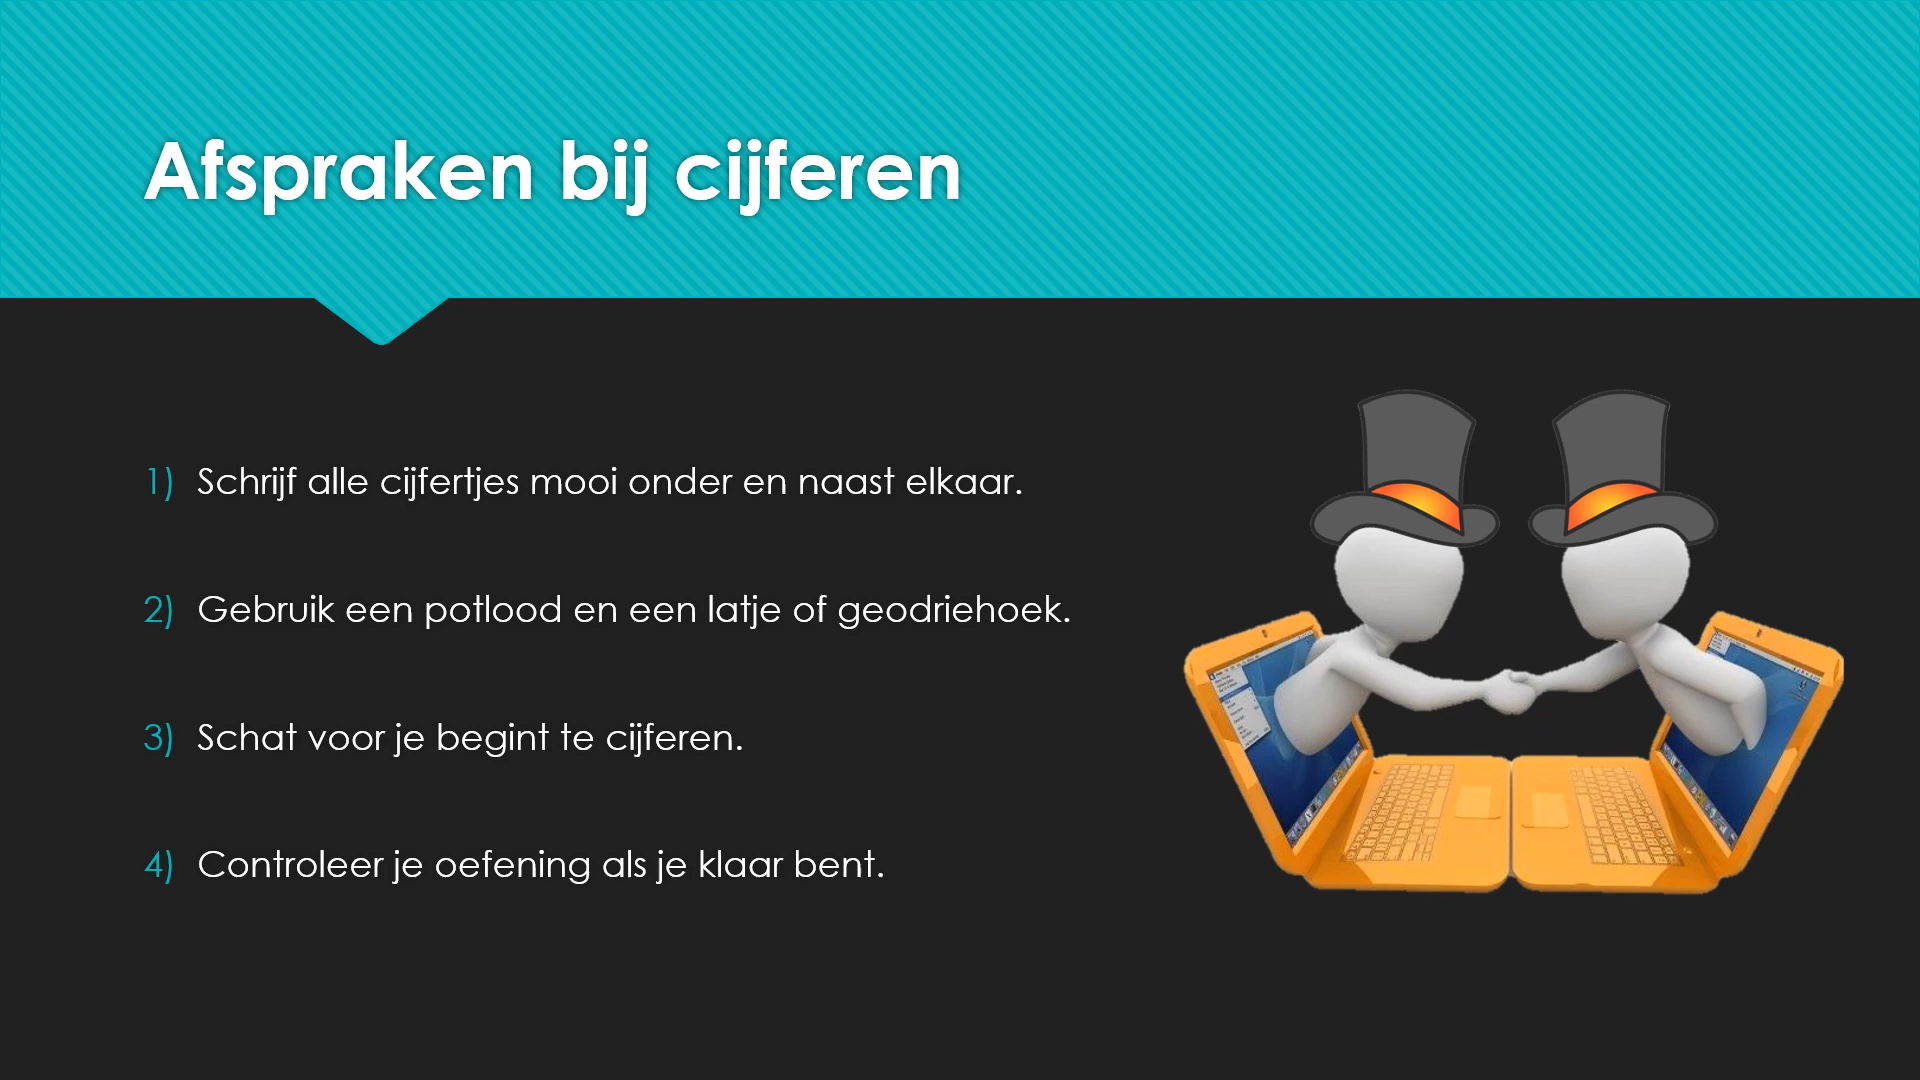 Afspraken bij cijferen
1) Schrijf alle cijfertjes mooi onder en naast elkaar.
2) Gebruik een potlood en een latje of geodriehoek.
3) Schat voor je begint te cijferen.
4) Controleer je oefening als je klaar bent.